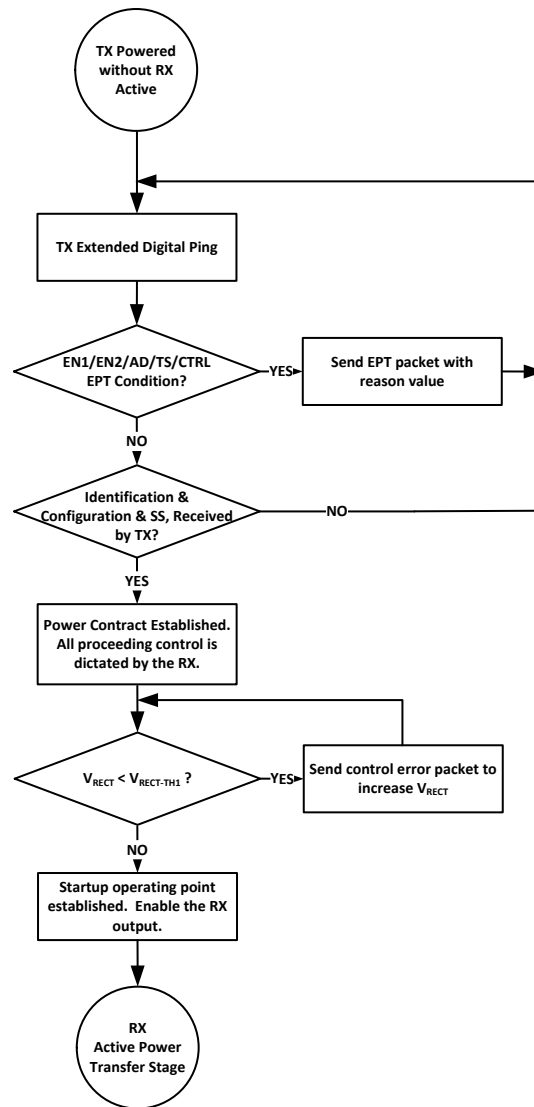 TX Powered
without RX
Active
TX Extended Digital Ping
EN1/EN2/AD/TS/CTRL
EPT Condition?
YES
Send EPT packet with
reason value
NO
Identification &
Configuration & SS, Received
by TX?
NO
YES
Power Contract Established.
All proceeding control is
dictated by the RX.
VRECT < VRECT-TH1 ?
YES
Send control error packet to
increase VRECT
NO
Startup operating point
established. Enable the RX
output.
RX
Active Power
Transfer Stage